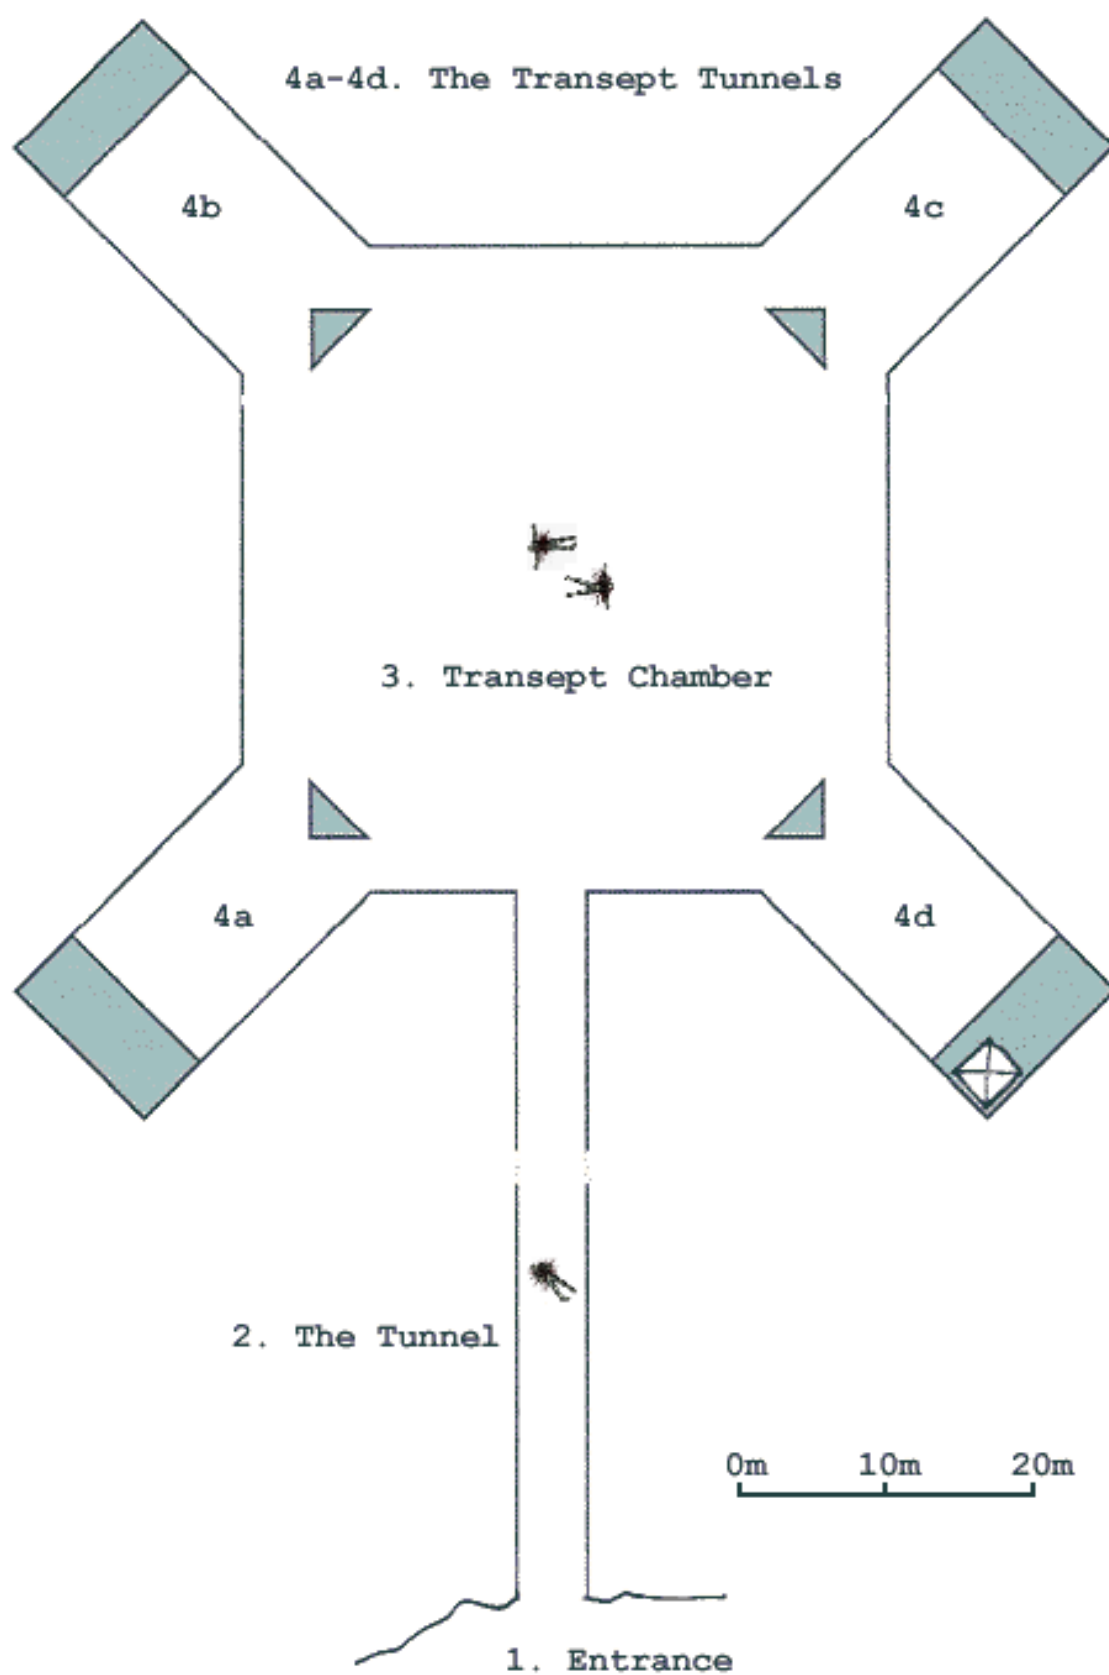 4a-4d. The Transept Tunnels
4b
4c
3. Transept Chamber
4a
4d
2. The Tunnel
0m 10m 20m
1. Entrance